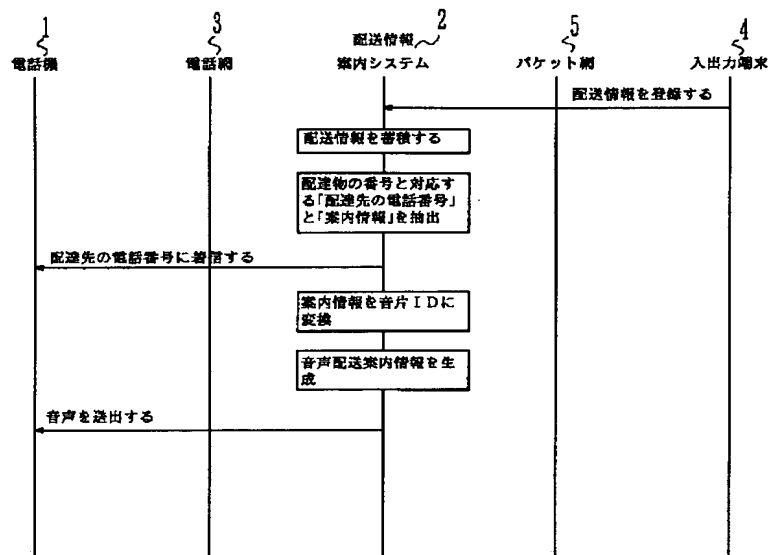 1
3
2
5
4
配送情報
電話機
電話網
案内システム
パケット網
入出力端末
配送情報を登録する
配送情報を蓄積する
配達物の番号と対応す
る「配達先の電話番号」
と「案内情報」を抽出
配達先の電話番号に着信する
案内情報を音片IDに
変換
音声配送案内情報を生
成
音声を送出する